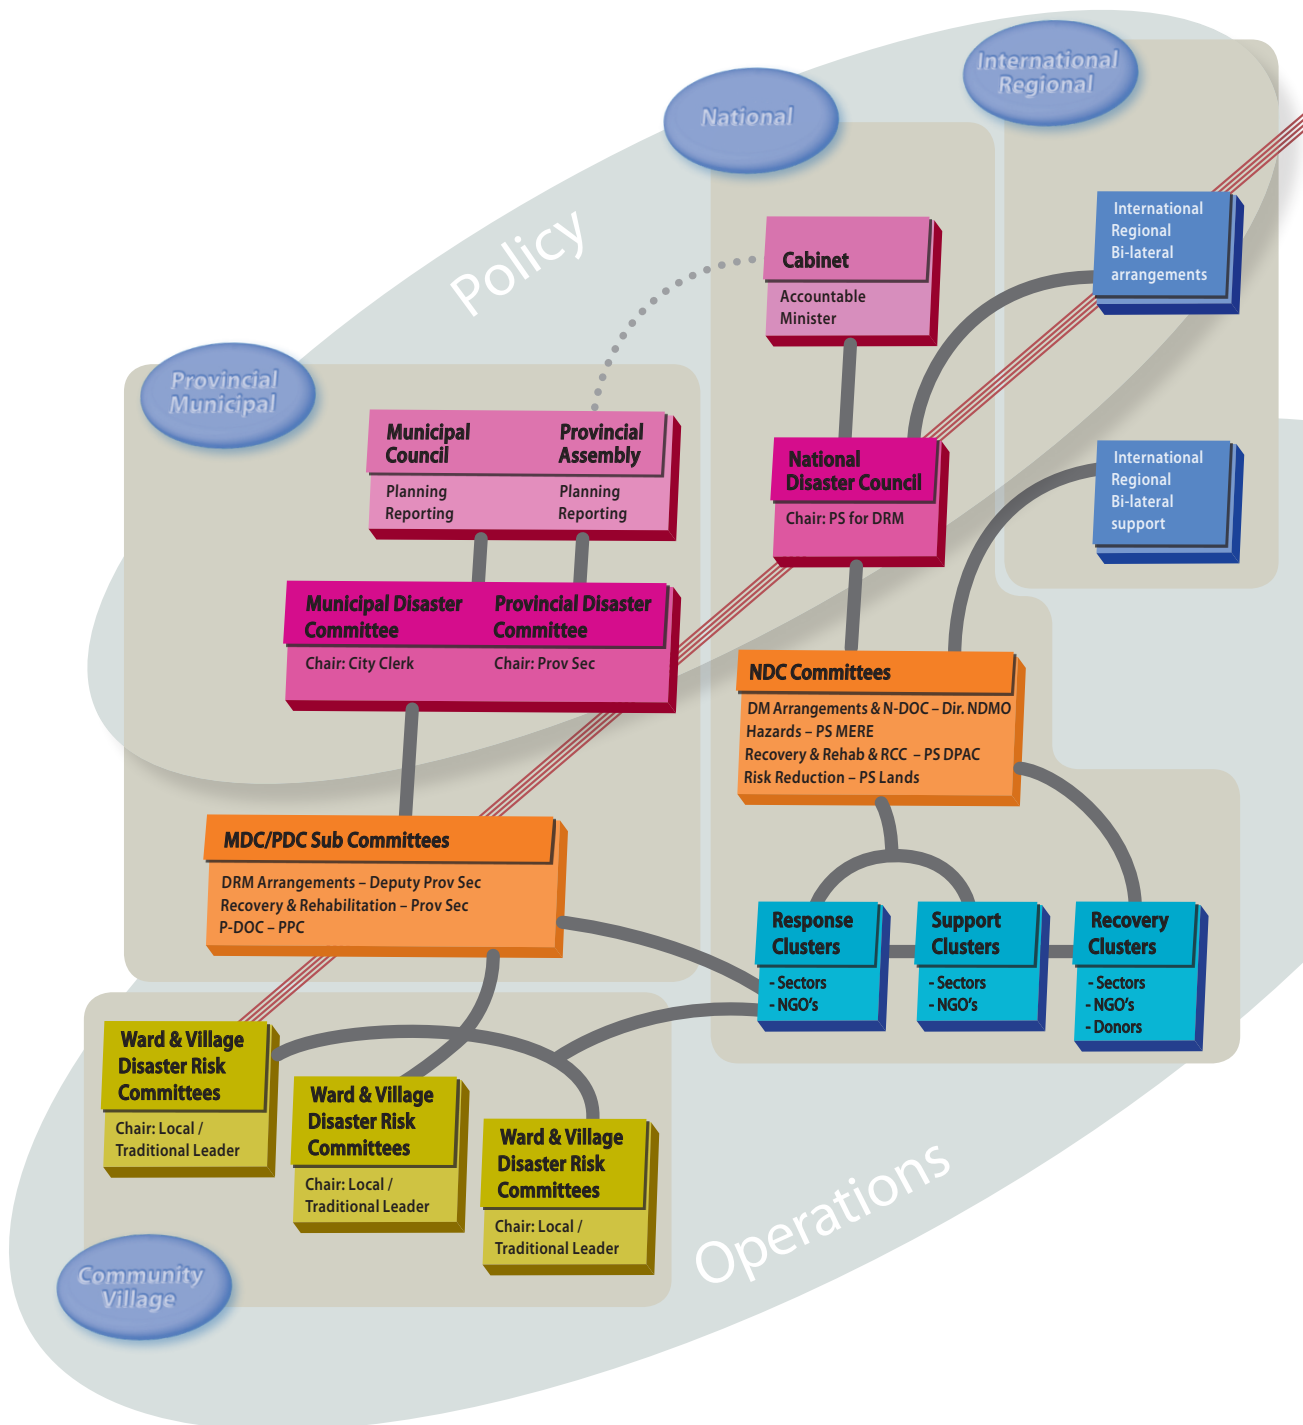 International
Regional
National
Policy
International
Regional
Bi-lateral
arrangements
Cabinet
Accountable
Minister
Provincial
Municipal
Municipal
Council
Planning
Reporting
Provincial
Assembly
Planning
Reporting
National
Disaster Council
Chair: PS for DRM
International
Regional
Bi-lateral
support
Municipal Disaster
Committee
Chair: City Clerk
Provincial Disaster
Committee
Chair: Prov Sec
NDC Committees
DM Arrangements & N-DOC – Dir. NDMO
Hazards – PS MERE
Recovery & Rehab & RCC – PS DPAC
Risk Reduction – PS Lands
MDC/PDC Sub Committees
DRM Arrangements – Deputy Prov Sec
Recovery & Rehabilitation – Prov Sec
P-DOC – PPC
Response
Clusters
- Sectors
- NGO's
Support
Clusters
- Sectors
- NGO's
Recovery
Clusters
- Sectors
- NGO's
- Donors
Ward & Village
Disaster Risk
Committees
Chair: Local /
Traditional Leader
Ward & Village
Disaster Risk
Committees
Chair: Local /
Traditional Leader
Ward & Village
Disaster Risk
Committees
Chair: Local /
Traditional Leader
Operations
Community
Village